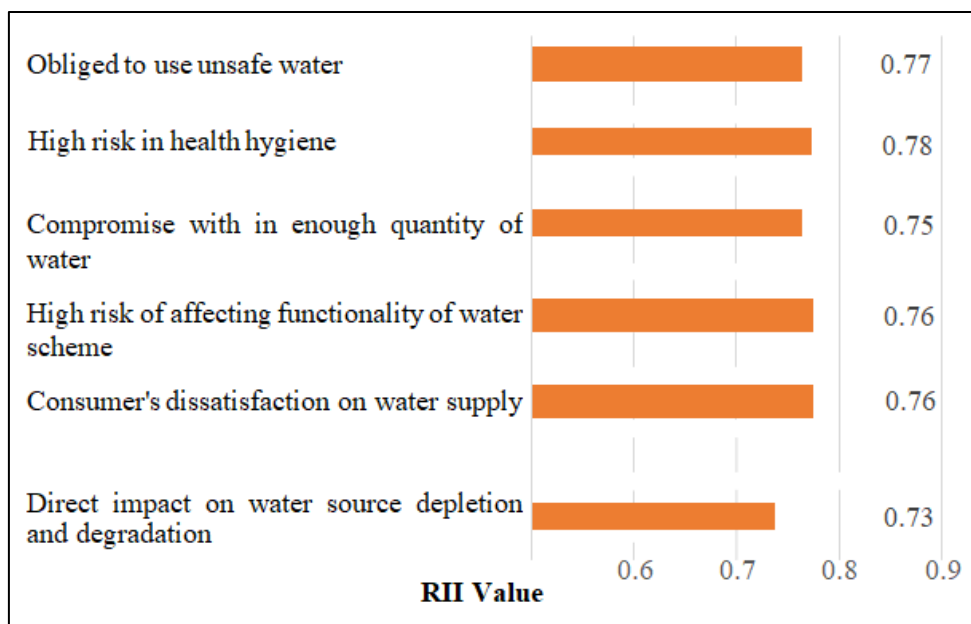 Obliged to use unsafe water 0.77
High risk in health hygiene 0.78
Compromise with in enough quantity of
water 0.75
High risk of affecting functionality of water
scheme 0.76
Consumer's dissatisfaction on water supply 0.76
Direct impact on water source depletion
and degradation 0.73
0.6 0.7 0.8 0.9
RII Value